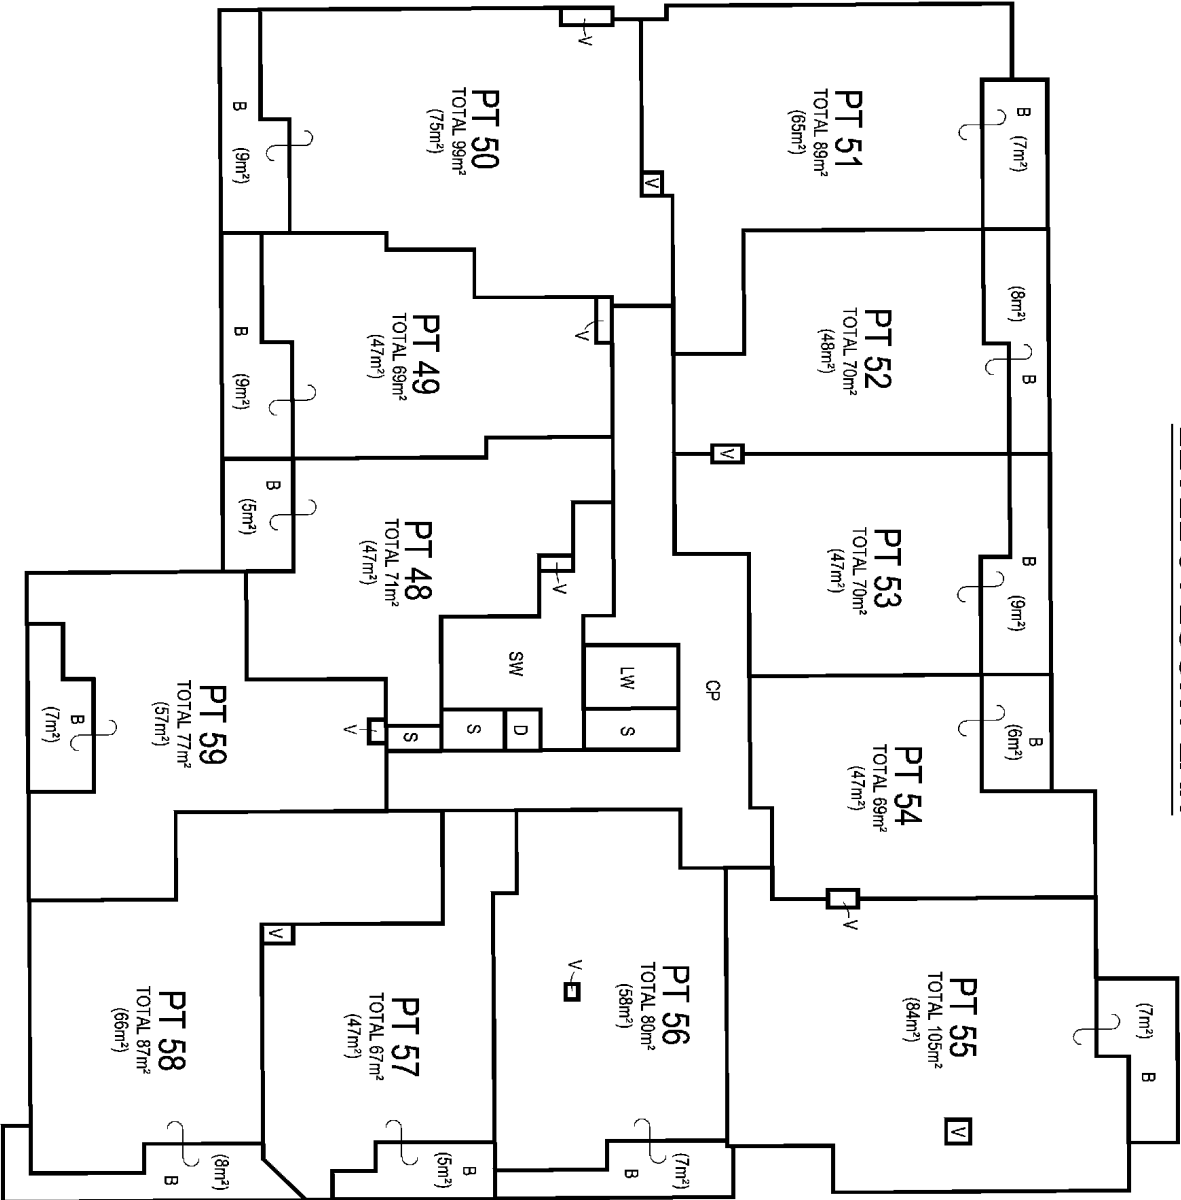 PT 50
TOTAL 99m²
(75m²)
V
B
(9m²)
PT 51
TOTAL 89m²
(65m²)
V
B
(7m²)
PT 49
TOTAL 69m²
(47m²)
V
B
(9m²)
PT 52
TOTAL 70m²
(48m²)
V
(8m²)
B
PT 48
TOTAL 71m²
(47m²)
V
B
(5m²)
PT 53
TOTAL 70m²
(47m²)
B
(9m²)
SW
LW
S
CP
D
S
S
PT 59
TOTAL 77m²
(57m²)
V
B
(7m²)
PT 54
TOTAL 69m²
(47m²)
B
(6m²)
V
PT 58
TOTAL 87m²
(66m²)
V
(8m²)
B
PT 57
TOTAL 67m²
(47m²)
B
(5m²)
PT 56
TOTAL 80m²
(58m²)
V
(7m²)
B
PT 55
TOTAL 105m²
(84m²)
V
(7m²)
B